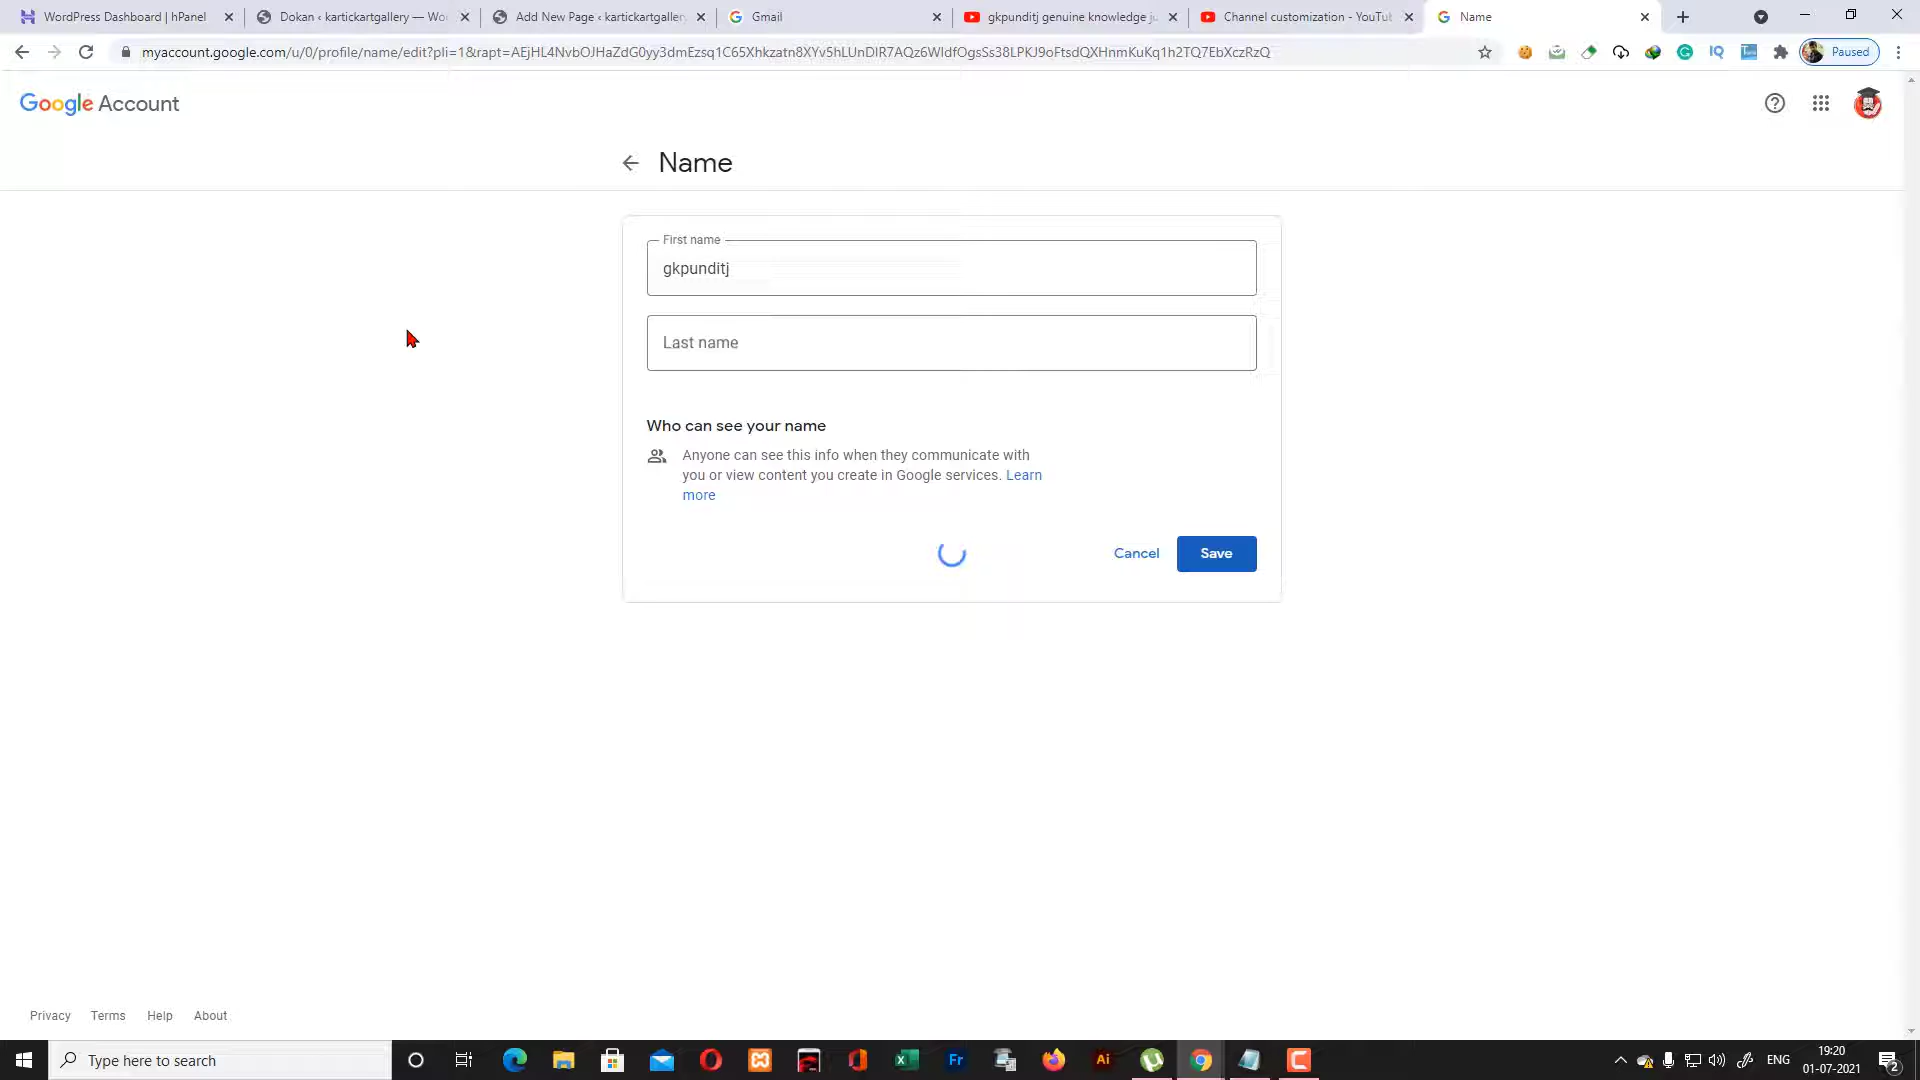 WordPress Dashboard | hPanel
Dokan ‹ kartickartgallery — Wo
Add New Page ‹ kartickartgallery
Gmail
gkpunditj genuine knowledge ju
Channel customization - YouTub
Name
myaccount.google.com/u/0/profile/name/edit?pli=1&rapt=AEjHL4NvbOJHaZdG0yy3dmEzsq1C65Xhkzatn8XYv5hLUnDlR7AQz6WIdfOgsSs38LPKJ9oFtsdQXHnmKuKq1h2TQ7EbXczRzQ
Paused
Google Account
Name
First name
gkpunditj
Last name
Who can see your name
Anyone can see this info when they communicate with
you or view content you create in Google services. Learn
more
Cancel
Save
Privacy
Terms
Help
About
Type here to search
Fr
Ai
ENG
19:20
01-07-2021
2